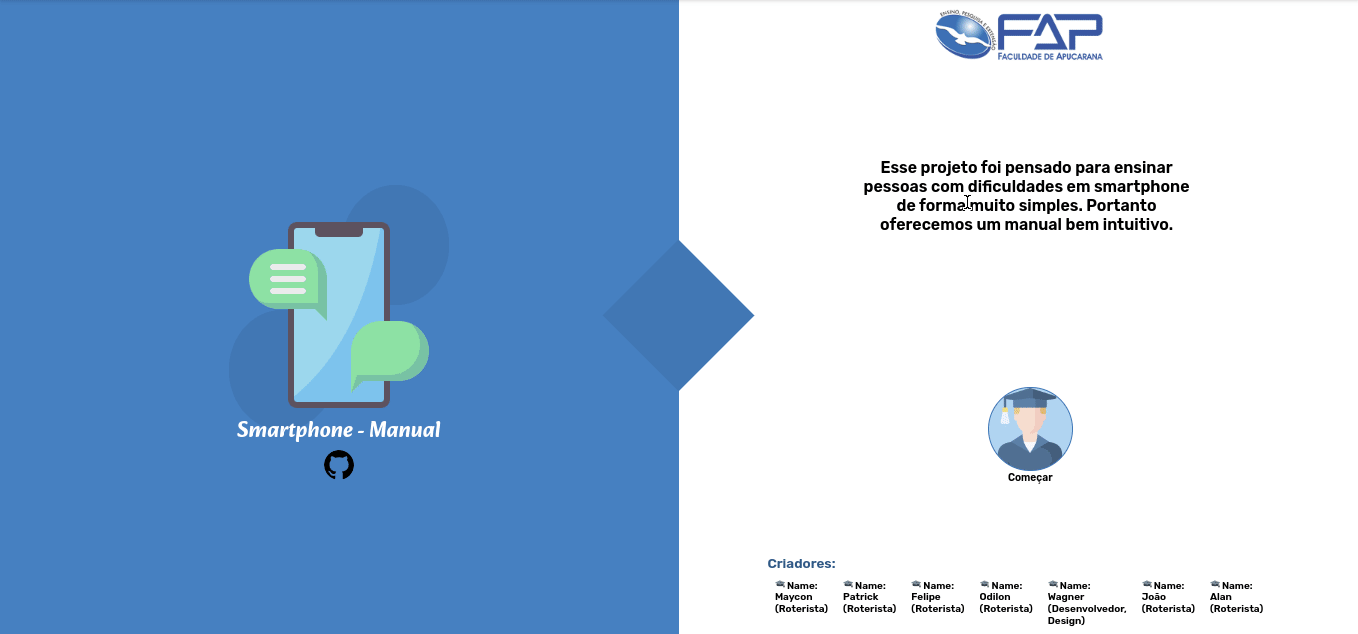 ENSINO, PESQUISA E EXTENSÃO
FAP
FACULDADE DE APUCARANA
Esse projeto foi pensado para ensinar
pessoas com dificuldades em smartphone
de forma muito simples. Portanto
oferecemos um manual bem intuitivo.
Smartphone - Manual
Começar
Criadores:
Name:
Maycon
(Roterista)
Name:
Patrick
(Roterista)
Name:
Felipe
(Roterista)
Name:
Odilon
(Roterista)
Name:
Wagner
(Desenvolvedor,
Design)
Name:
João
(Roterista)
Name:
Alan
(Roterista)